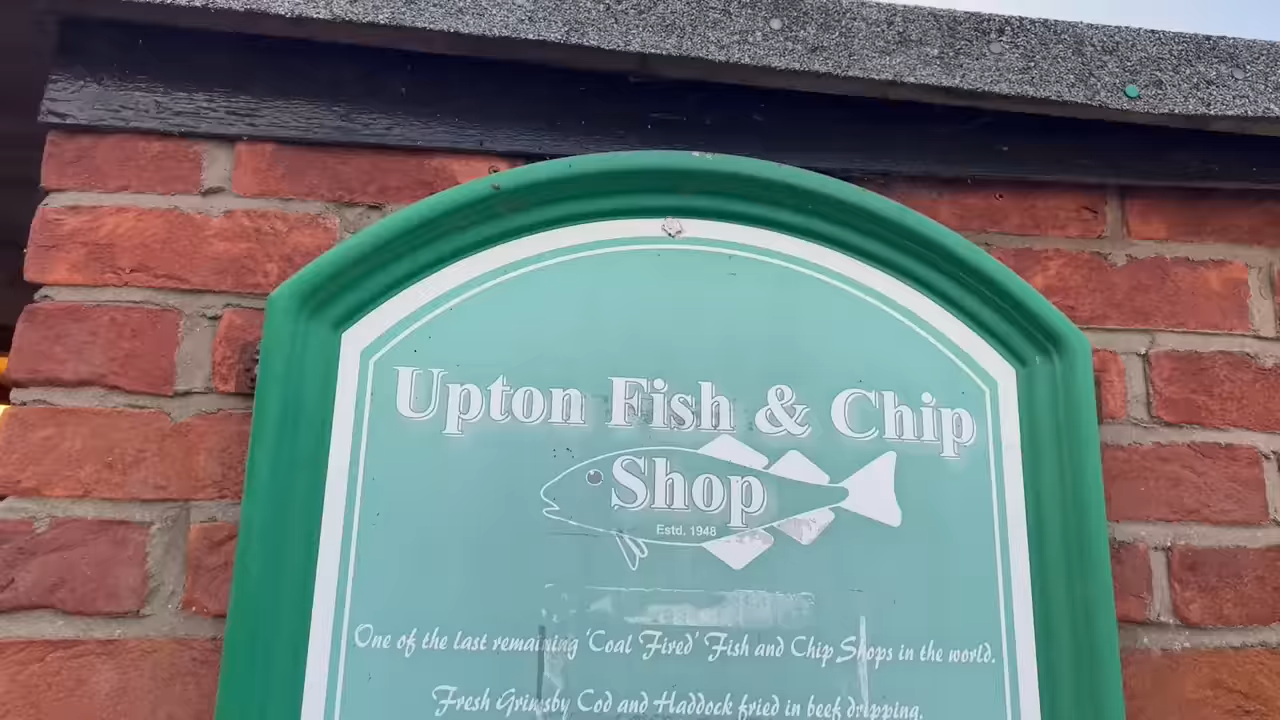 Upton Fish & Chip
Shop
Estd. 1948
One of the last remaining 'Coal Fired' Fish and Chip Shops in the world.
Fresh Grimsby Cod and Haddock fried in beef dripping.